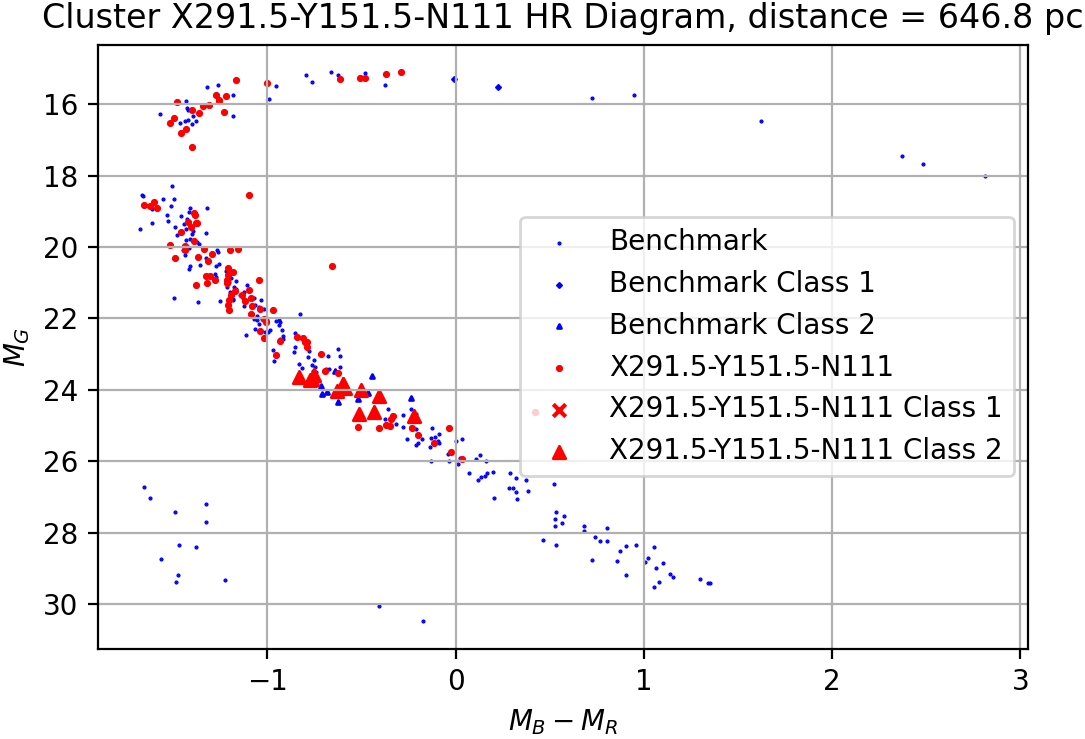 Cluster X291.5-Y151.5-N111 HR Diagram, distance = 646.8 pc
16
18
20
22
24
26
28
30
M_G
Benchmark
Benchmark Class 1
Benchmark Class 2
X291.5-Y151.5-N111
X291.5-Y151.5-N111 Class 1
X291.5-Y151.5-N111 Class 2
−1 0 1 2 3
M_B − M_R